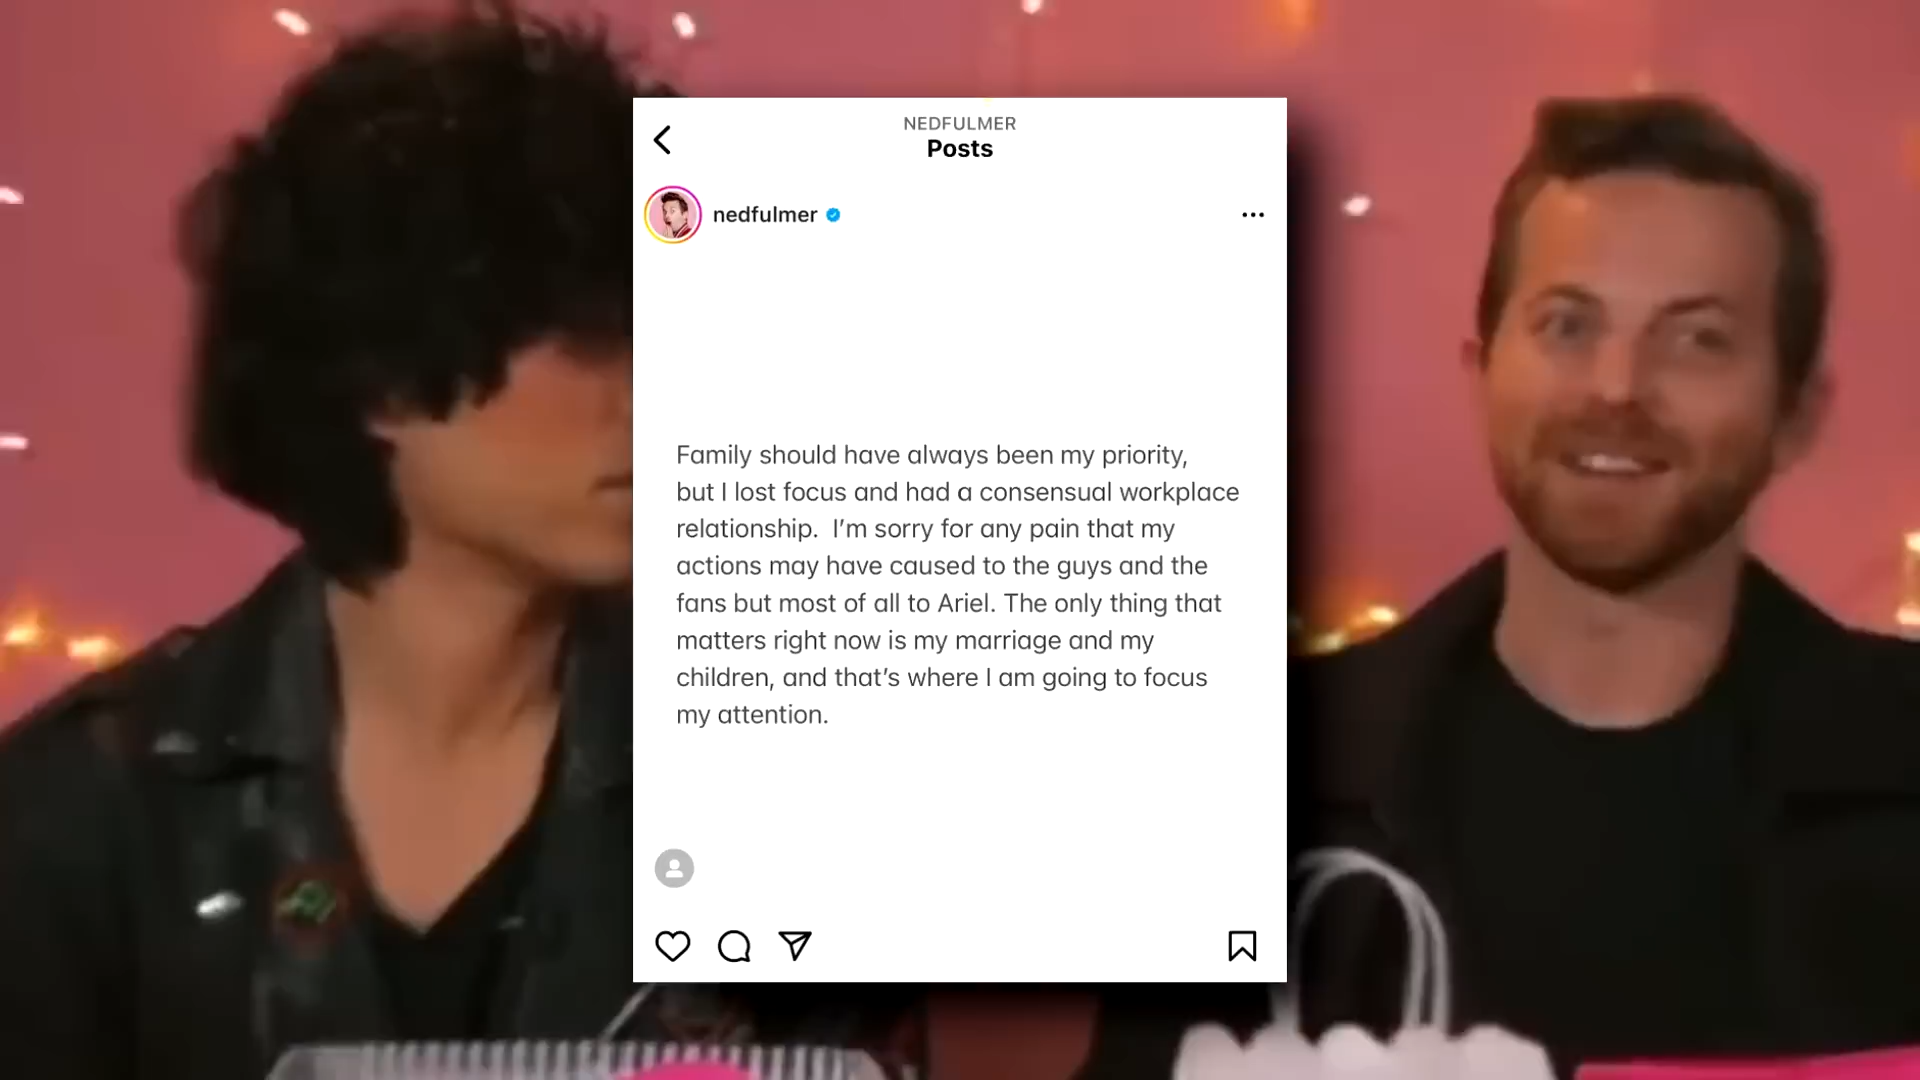 NEDFULMER
Posts
nedfulmer
Family should have always been my priority,
but I lost focus and had a consensual workplace
relationship.  I’m sorry for any pain that my
actions may have caused to the guys and the
fans but most of all to Ariel. The only thing that
matters right now is my marriage and my
children, and that’s where I am going to focus
my attention.